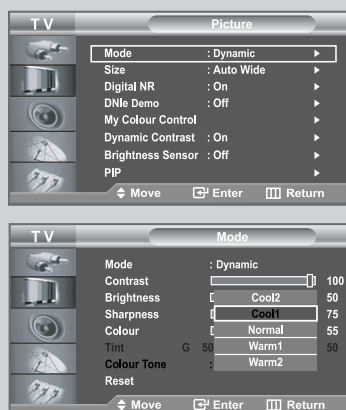 TV Picture
Mode : Dynamic
Size : Auto Wide
Digital NR : On
DNIe Demo : Off
My Colour Control
Dynamic Contrast : On
Brightness Sensor : Off
PIP
Move Enter Return
TV Mode
Mode : Dynamic
Contrast 100
Brightness Cool2 50
Sharpness Cool1 75
Colour Normal 55
Tint G 50 Warm1 50
Colour Tone : Warm2
Reset
Move Enter Return